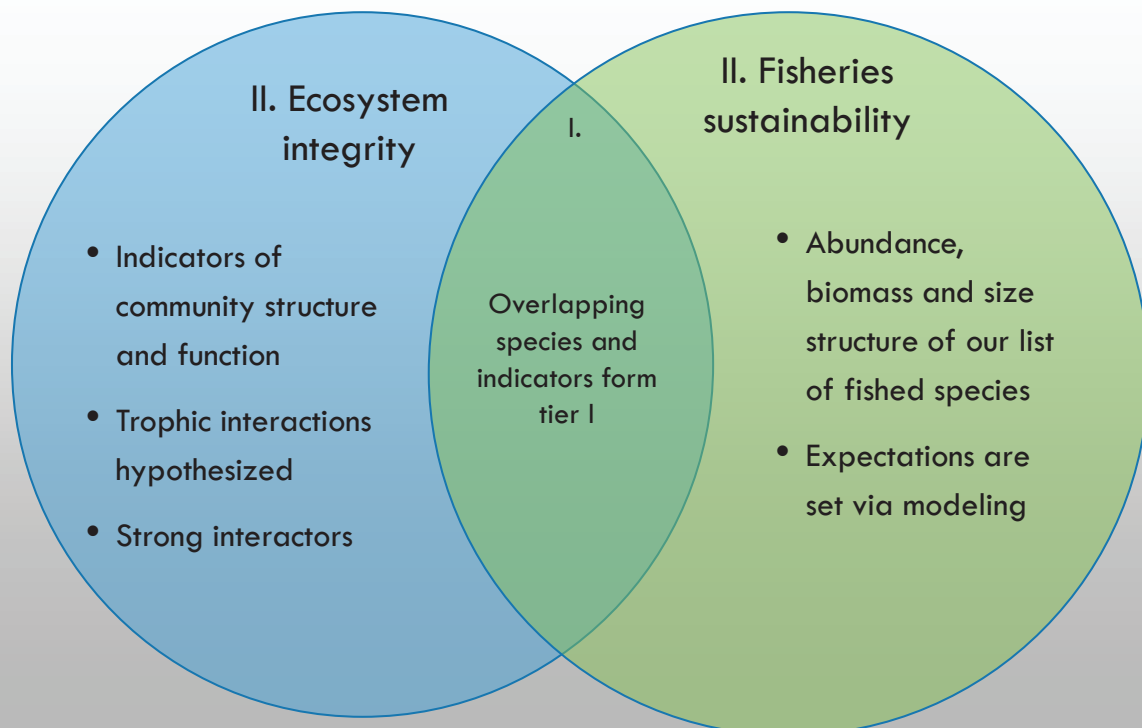 II. Ecosystem
integrity
• Indicators of
community structure
and function
• Trophic interactions
hypothesized
• Strong interactors
I.
Overlapping
species and
indicators form
tier I
II. Fisheries
sustainability
• Abundance,
biomass and size
structure of our list
of fished species
• Expectations are
set via modeling